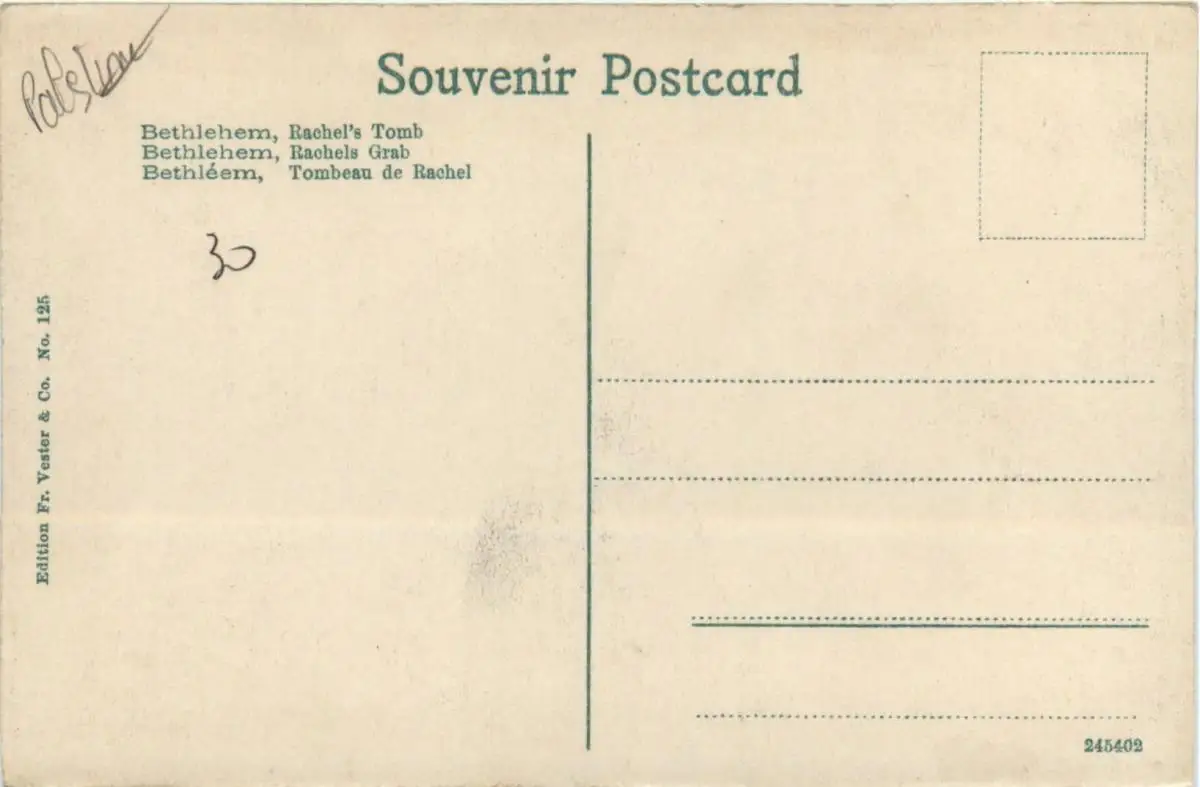 Palestina
Souvenir Postcard
Bethlehem, Rachel's Tomb
Bethlehem, Rachels Grab
Bethléem, Tombeau de Rachel
30
Edition Fr. Vester & Co. No. 125
245402